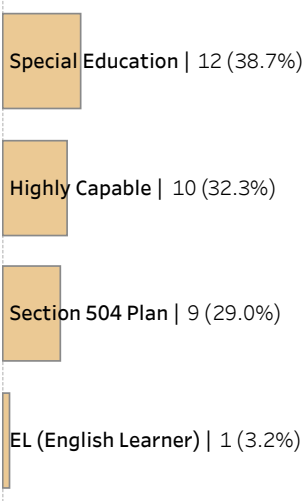 Special Education | 12 (38.7%)
Highly Capable | 10 (32.3%)
Section 504 Plan | 9 (29.0%)
EL (English Learner) | 1 (3.2%)